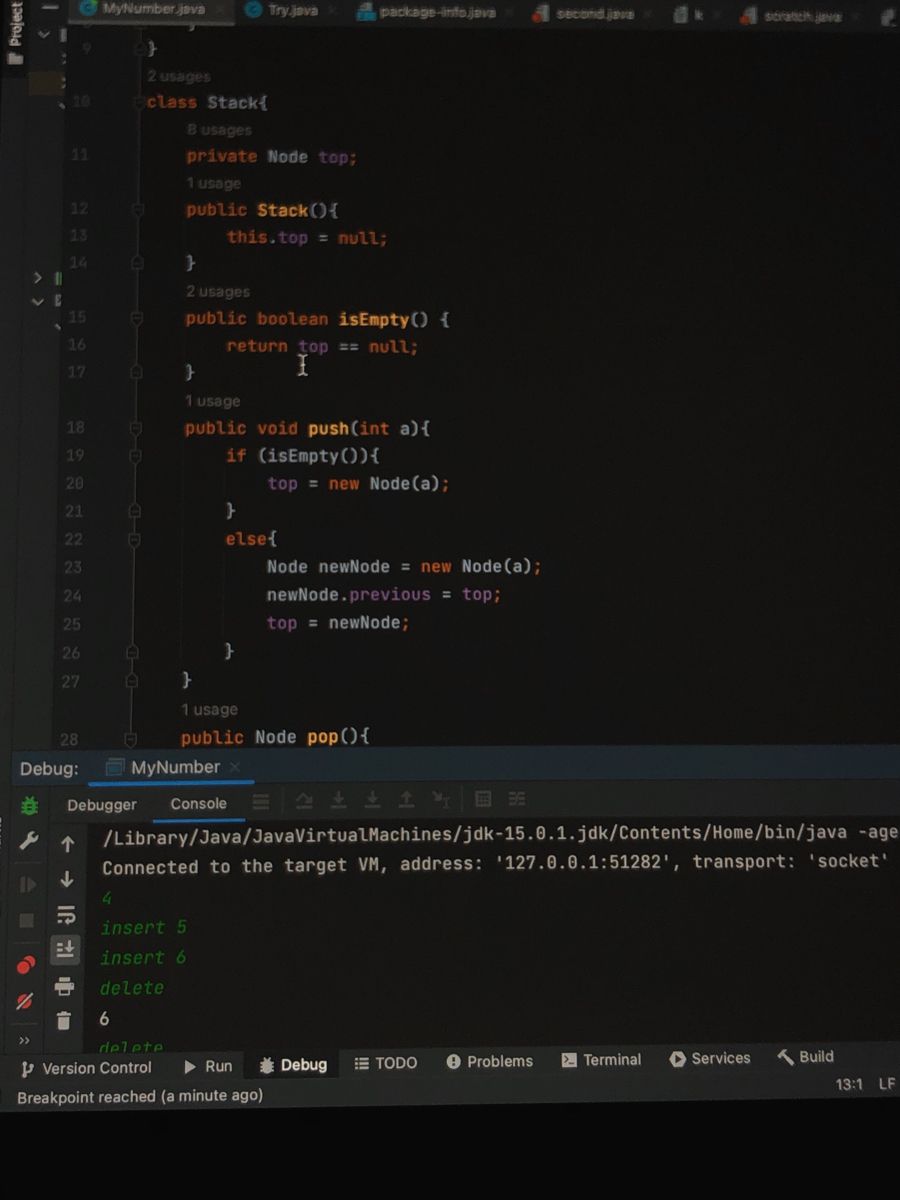 Project
MyNumber.java Try.java package-info.java second.java k scratch.java
9 }
2 usages
10 class Stack{
8 usages
11 private Node top;
1 usage
12 public Stack(){
13 this.top = null;
14 }
2 usages
15 public boolean isEmpty() {
16 return top == null;
17 }
1 usage
18 public void push(int a){
19 if (isEmpty()){
20 top = new Node(a);
21 }
22 else{
23 Node newNode = new Node(a);
24 newNode.previous = top;
25 top = newNode;
26 }
27 }
1 usage
28 public Node pop(){
Debug: MyNumber
Debugger Console
/Library/Java/JavaVirtualMachines/jdk-15.0.1.jdk/Contents/Home/bin/java -age
Connected to the target VM, address: '127.0.0.1:51282', transport: 'socket'
4
insert 5
insert 6
delete
6
delete
Version Control Run Debug TODO Problems Terminal Services Build
Breakpoint reached (a minute ago) 13:1 LF